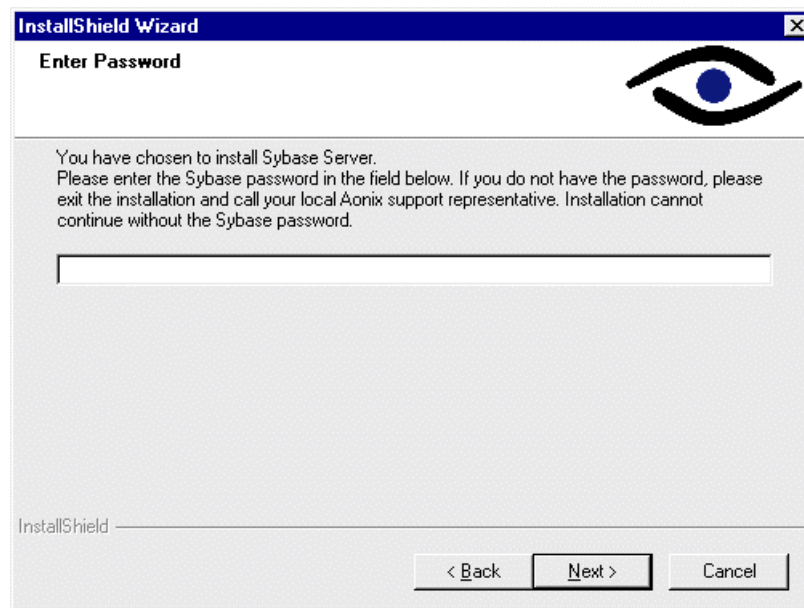 InstallShield Wizard
Enter Password
You have chosen to install Sybase Server.
Please enter the Sybase password in the field below. If you do not have the password, please
exit the installation and call your local Aonix support representative. Installation cannot
continue without the Sybase password.
InstallShield
< Back
Next >
Cancel